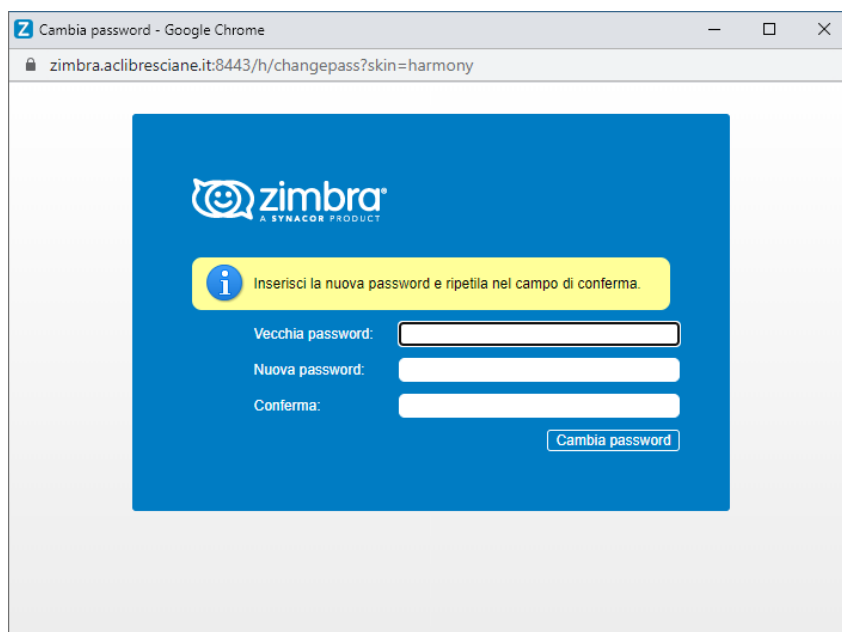 Cambia password - Google Chrome
zimbra.aclibresciane.it:8443/h/changepass?skin=harmony
zimbra®
A SYNACOR PRODUCT
Inserisci la nuova password e ripetila nel campo di conferma.
Vecchia password:
Nuova password:
Conferma:
Cambia password